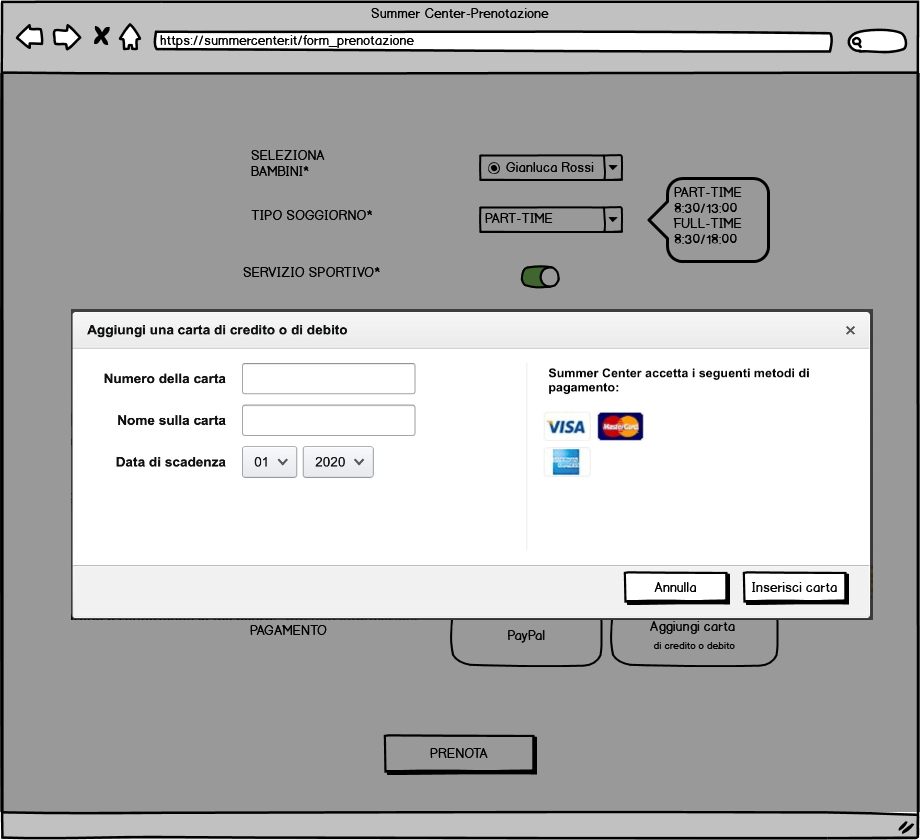 Summer Center-Prenotazione
https://summercenter.it/form_prenotazione
SELEZIONA
BAMBINI*
Gianluca Rossi
TIPO SOGGIORNO*
PART-TIME
PART-TIME
8:30/13:00
FULL-TIME
8:30/18:00
SERVIZIO SPORTIVO*
Aggiungi una carta di credito o di debito
Numero della carta
Nome sulla carta
Data di scadenza
01
2020
Summer Center accetta i seguenti metodi di
pagamento:
VISA
MasterCard
Annulla
Inserisci carta
PAGAMENTO
PayPal
Aggiungi carta
di credito o debito
PRENOTA